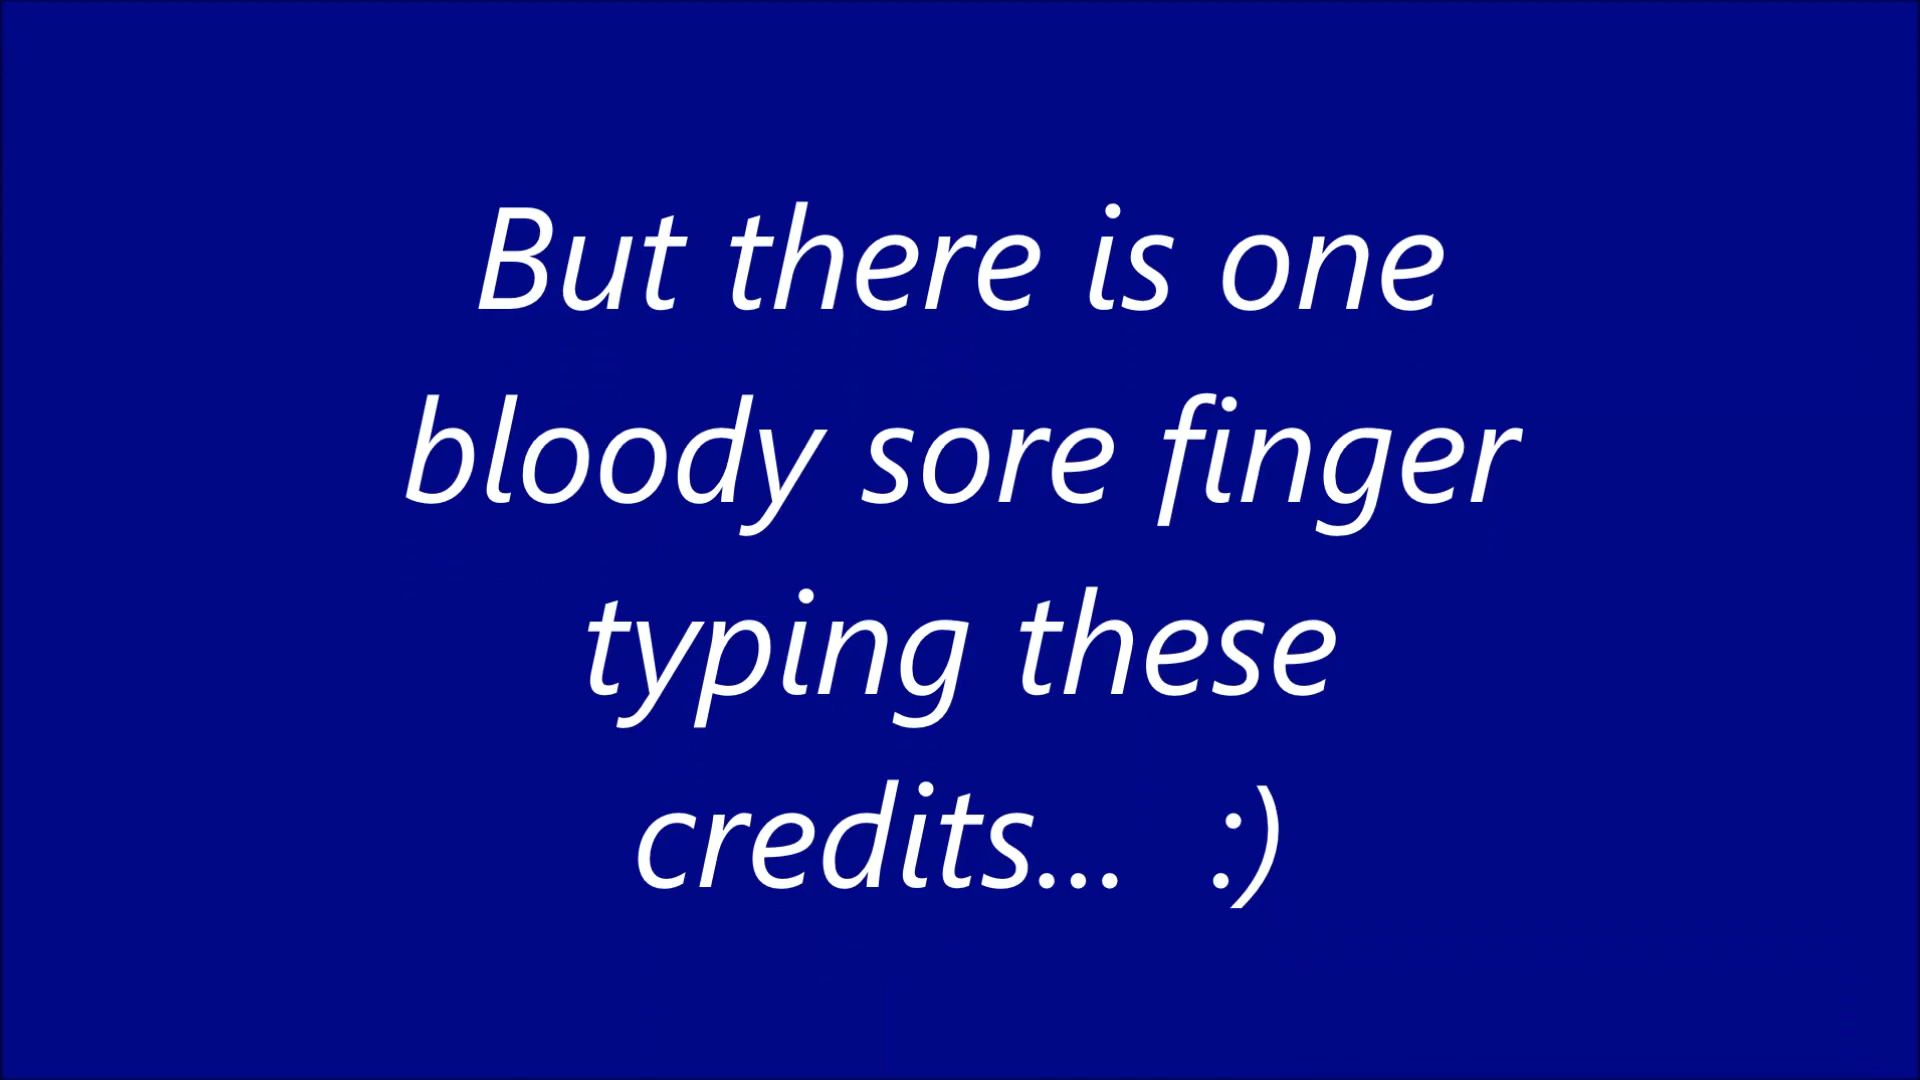 But there is one
bloody sore finger
typing these
credits...  :)